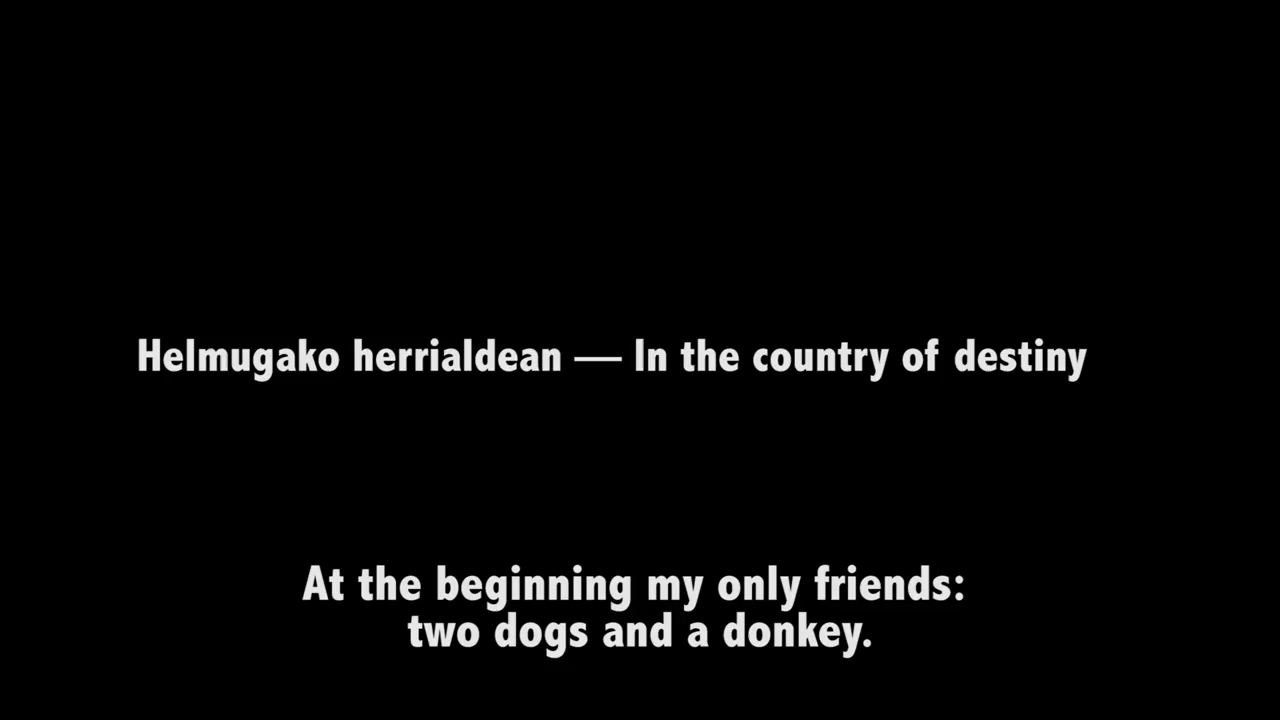 Helmugako herrialdean — In the country of destiny
At the beginning my only friends:
two dogs and a donkey.